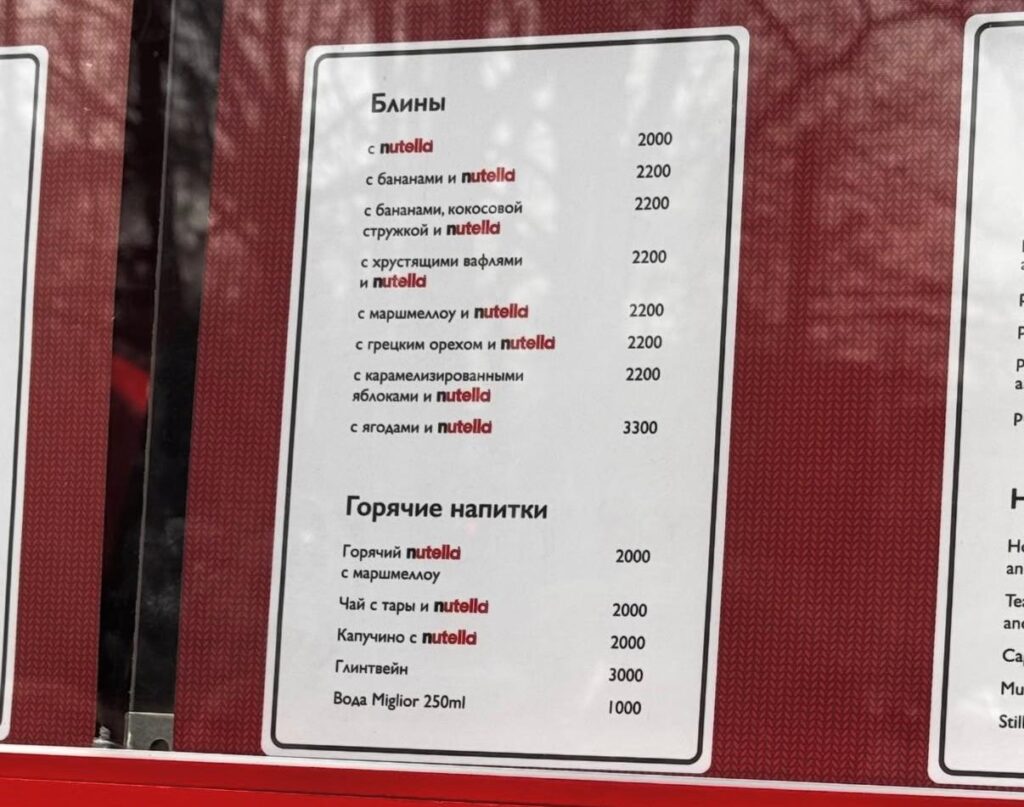 Блины
с nutella 2000
с бананами и nutella 2200
с бананами, кокосовой 2200
стружкой и nutella
с хрустящими вафлями 2200
и nutella
с маршмеллоу и nutella 2200
с грецким орехом и nutella 2200
с карамелизированными 2200
яблоками и nutella
с ягодами и nutella 3300
Горячие напитки
Горячий nutella 2000
с маршмеллоу
Чай с тары и nutella 2000
Капучино с nutella 2000
Глинтвейн 3000
Вода Miglior 250ml 1000